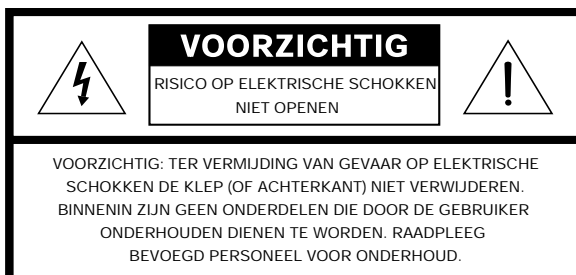 VOORZICHTIG
RISICO OP ELEKTRISCHE SCHOKKEN
NIET OPENEN
VOORZICHTIG: TER VERMIJDING VAN GEVAAR OP ELEKTRISCHE
SCHOKKEN DE KLEP (OF ACHTERKANT) NIET VERWIJDEREN.
BINNENIN ZIJN GEEN ONDERDELEN DIE DOOR DE GEBRUIKER
ONDERHOUDEN DIENEN TE WORDEN. RAADPLEEG
BEVOEGD PERSONEEL VOOR ONDERHOUD.